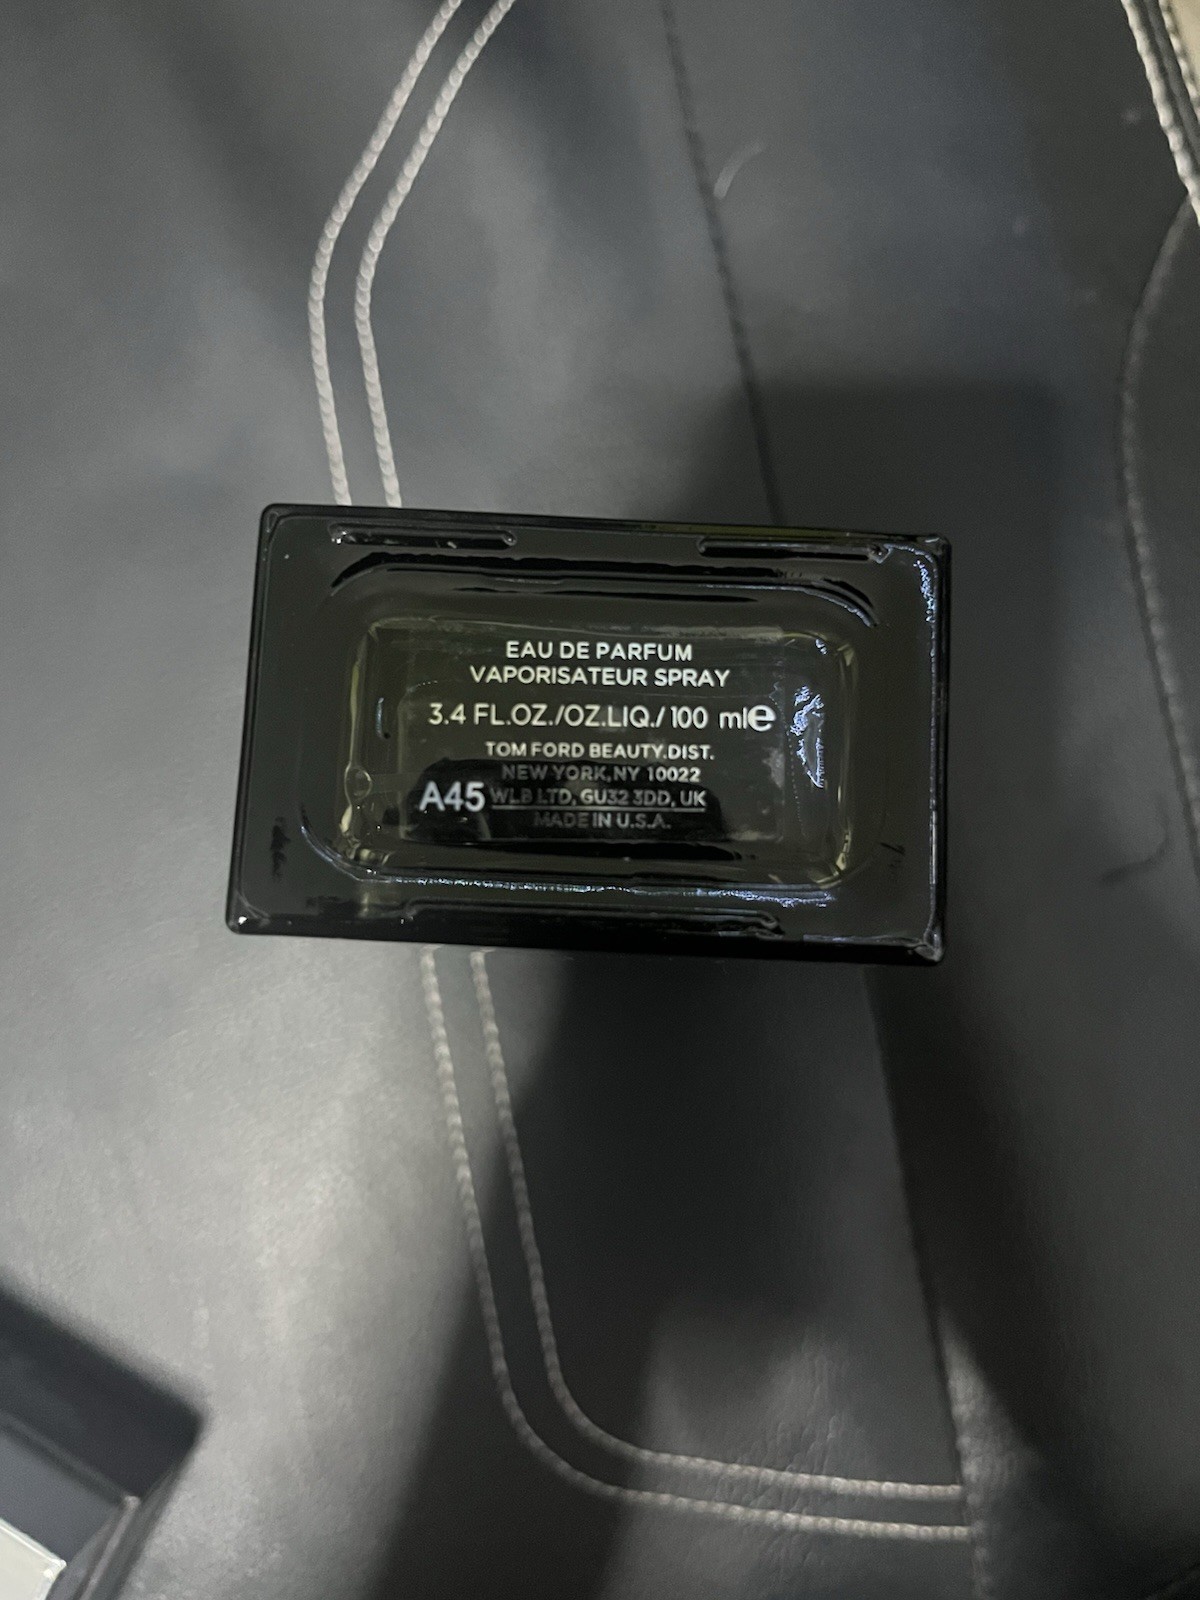 EAU DE PARFUM
VAPORISATEUR SPRAY
3.4 FL.OZ./OZ.LIQ./100 ml℮
TOM FORD BEAUTY.DIST.
NEW YORK,NY 10022
A45 WLB LTD, GU32 3DD, UK
MADE IN U.S.A.